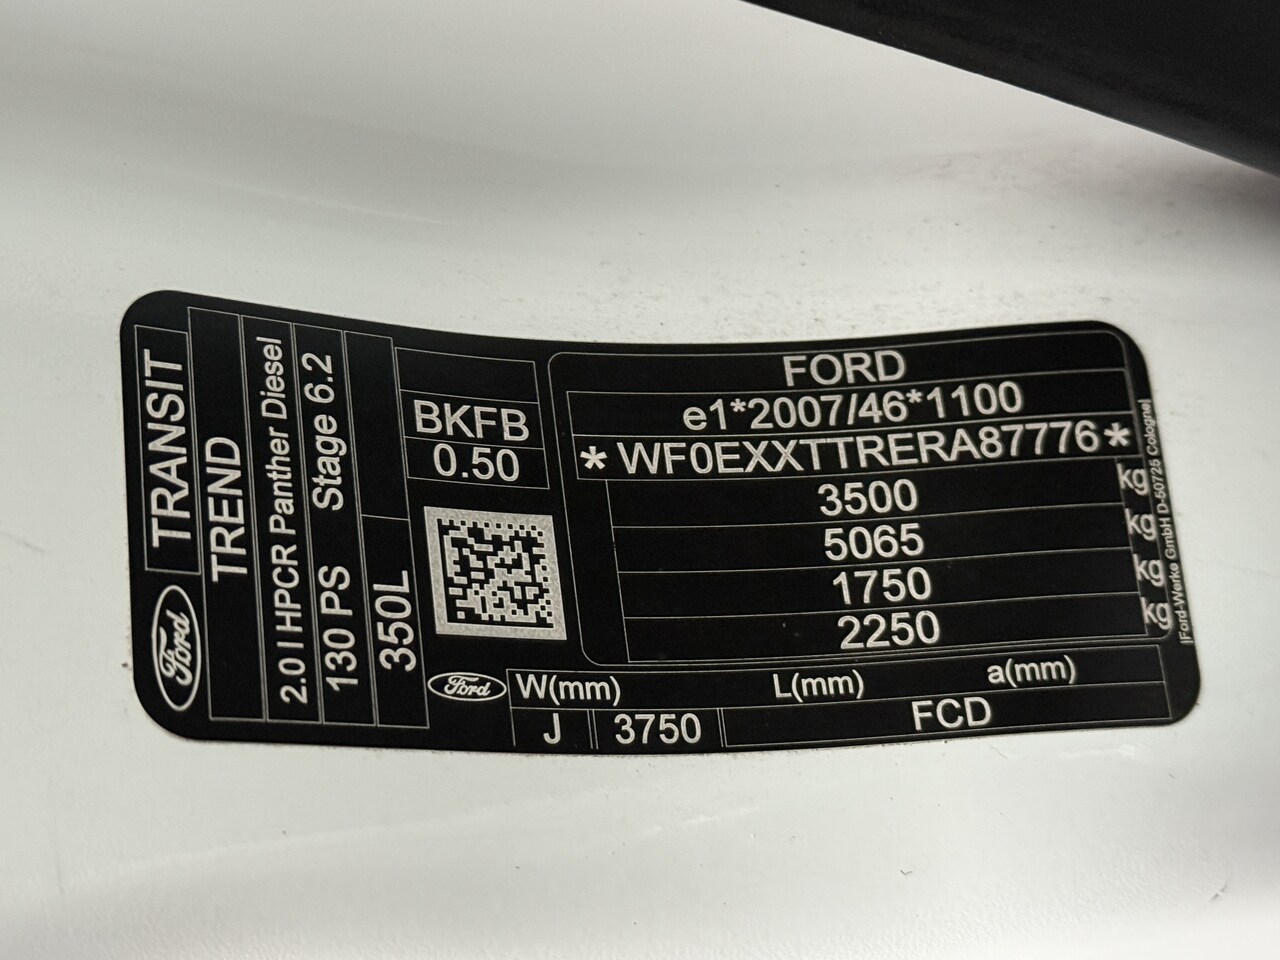 Ford
TRANSIT
TREND
2.0 l HPCR Panther Diesel
130 PS Stage 6.2
350L
BKFB
0.50
FORD
e1*2007/46*1100
*WF0EXXTTRERA87776*
3500 kg
5065 kg
1750 kg
2250 kg
Ford-Werke GmbH D-50725 Cologne
Ford
W(mm) L(mm) a(mm)
J 3750 FCD